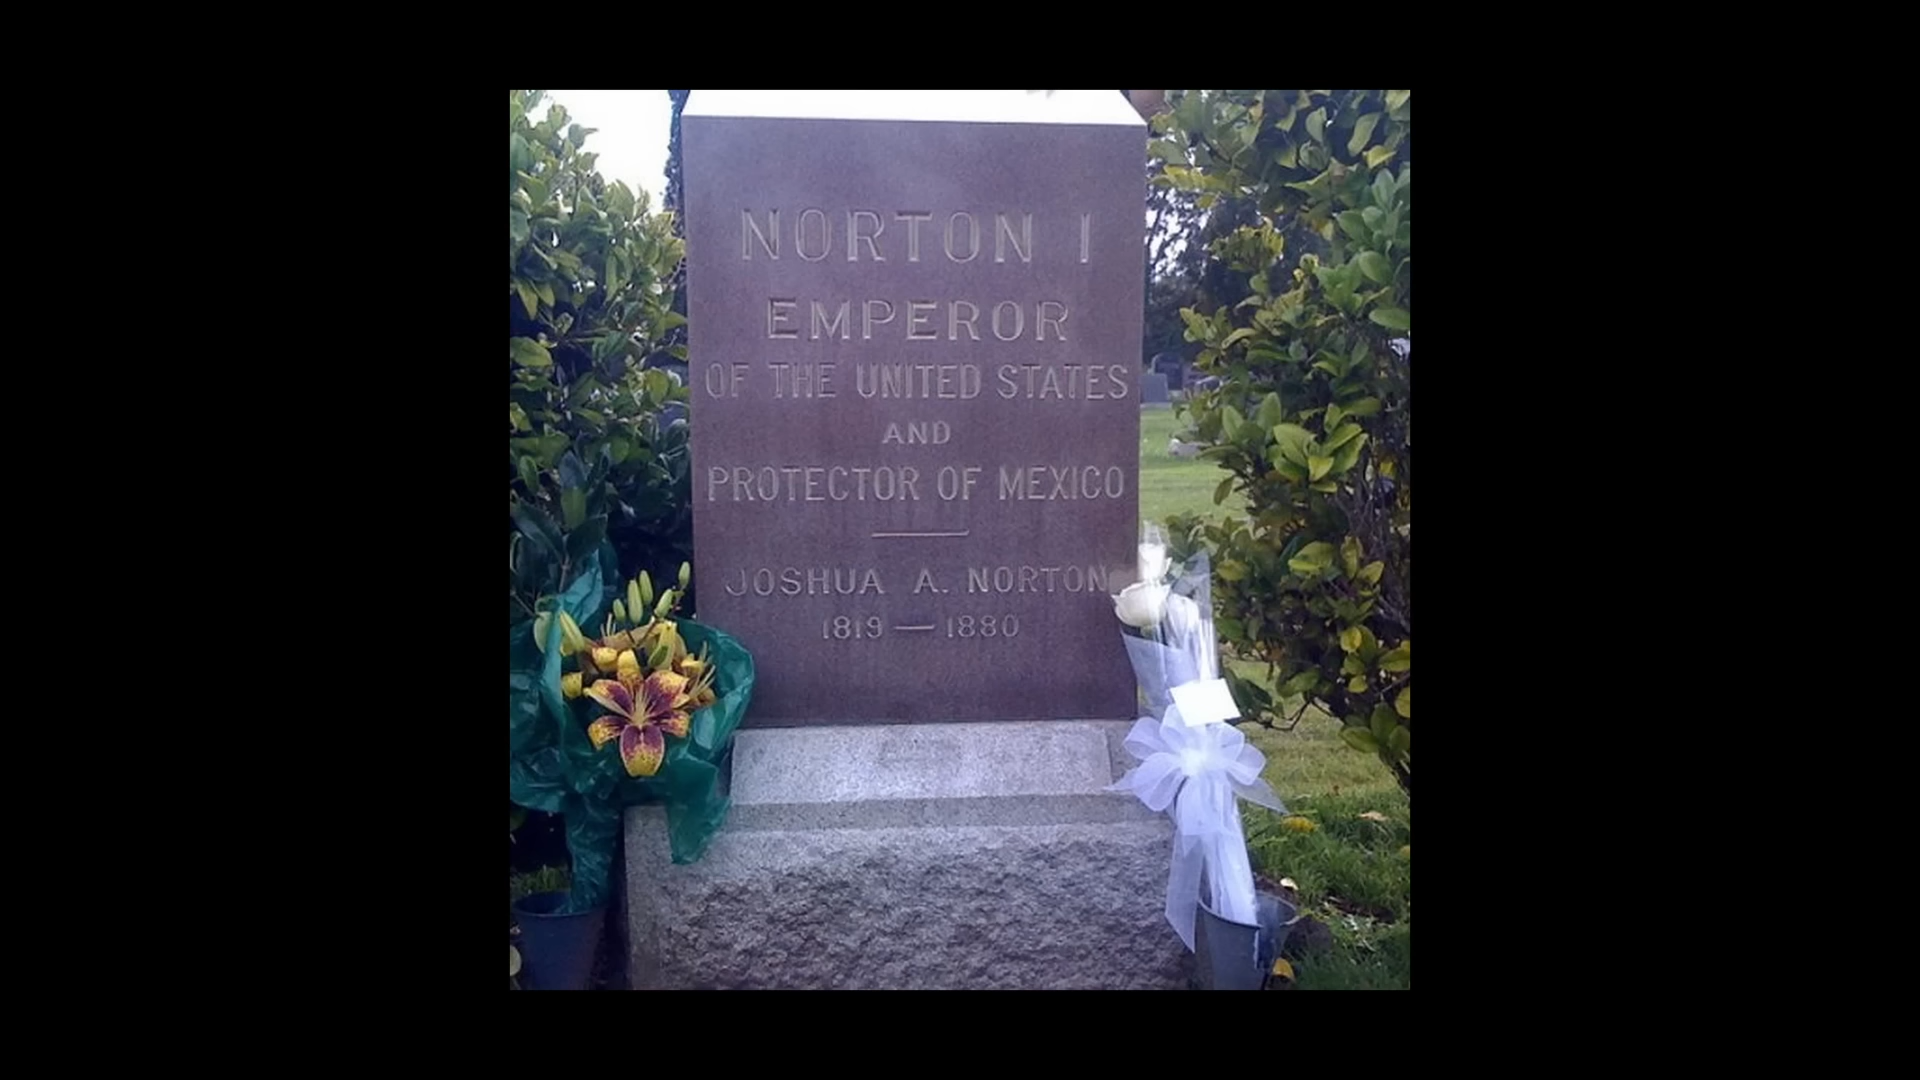 NORTON I
EMPEROR
OF THE UNITED STATES
AND
PROTECTOR OF MEXICO
JOSHUA A. NORTON
1819 — 1880